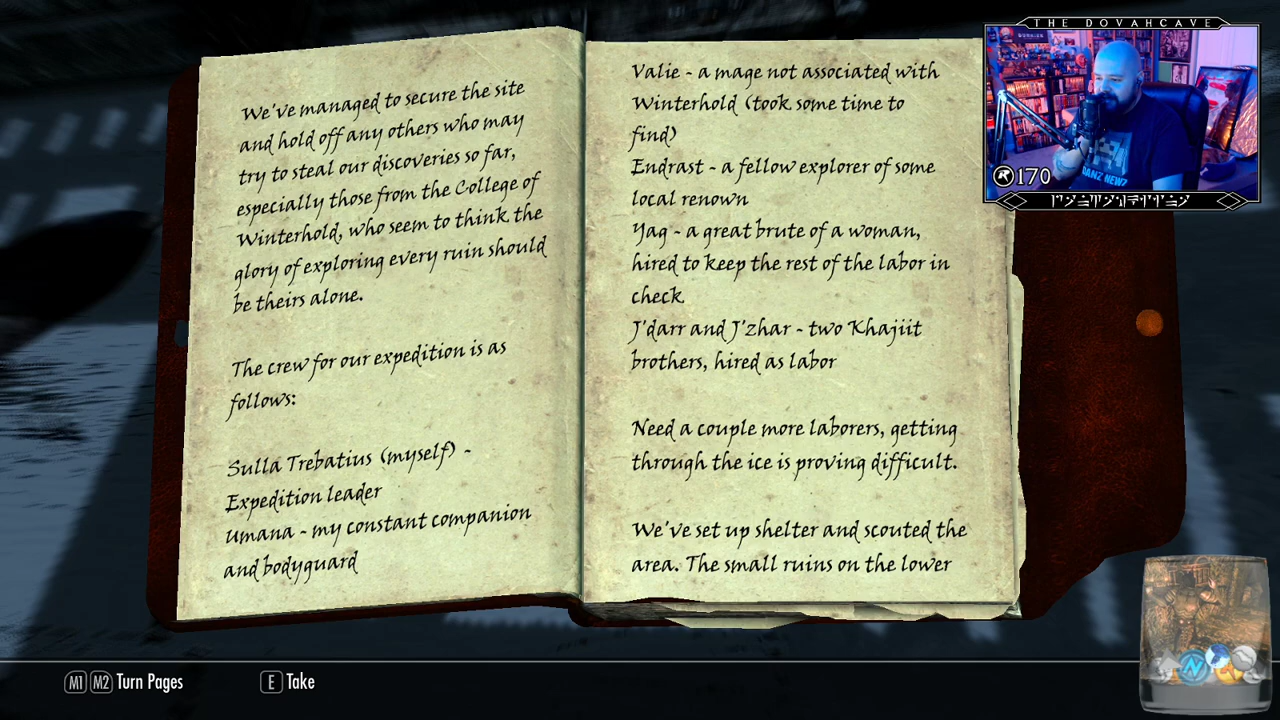 We've managed to secure the site
and hold off any others who may
try to steal our discoveries so far,
especially those from the College of
Winterhold, who seem to think the
glory of exploring every ruin should
be theirs alone.
The crew for our expedition is as
follows:
Sulla Trebatius (myself) -
Expedition leader
Umana - my constant companion
and bodyguard
Valie - a mage not associated with
Winterhold (took some time to
find)
Endrast - a fellow explorer of some
local renown
Yag - a great brute of a woman,
hired to keep the rest of the labor in
check
J'darr and J'zhar - two Khajiit
brothers, hired as labor
Need a couple more laborers, getting
through the ice is proving difficult.
We've set up shelter and scouted the
area. The small ruins on the lower
THE DOVAHCAVE
170
M1 M2 Turn Pages
E Take